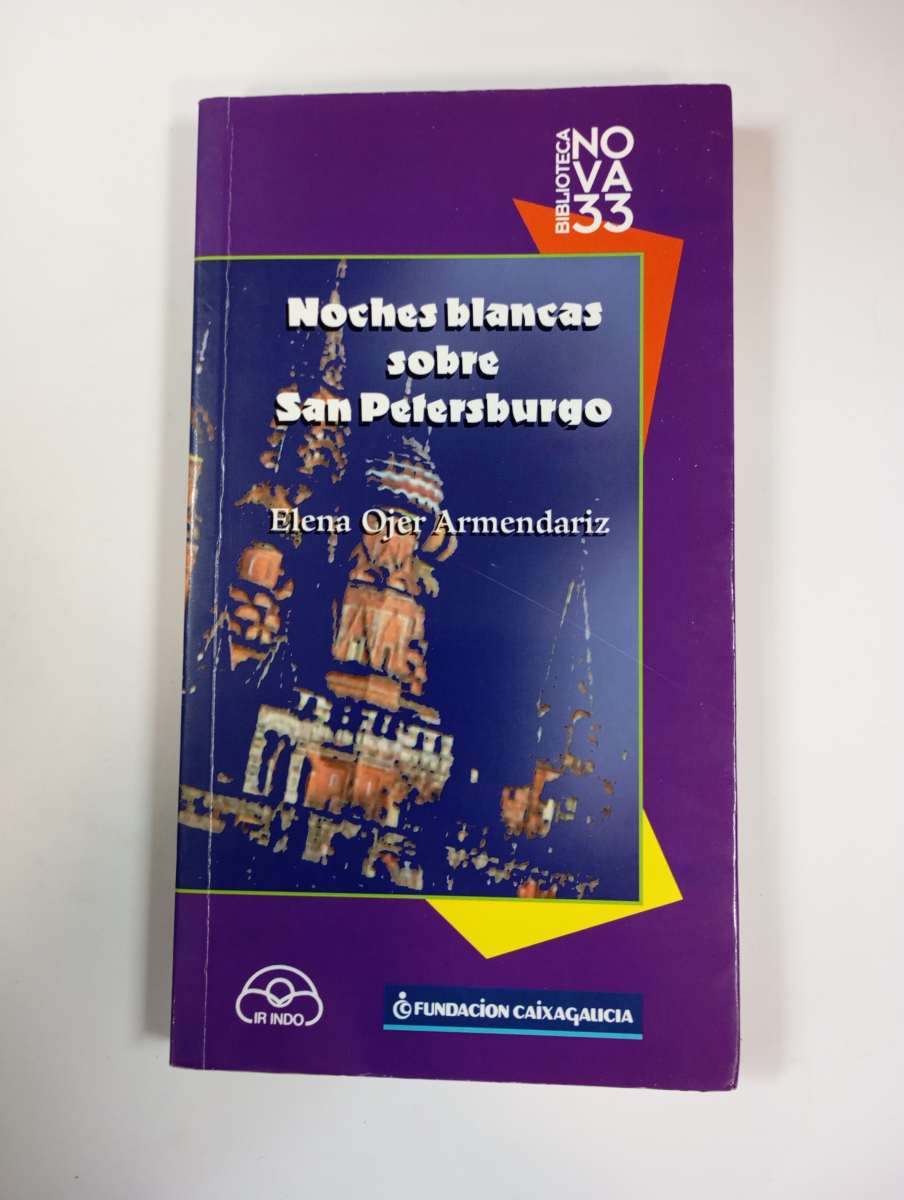 BIBLIOTECA
NO
VA
33
Noches blancas
sobre
San Petersburgo
Elena Ojer Armendariz
IR INDO
FUNDACION CAIXAGALICIA